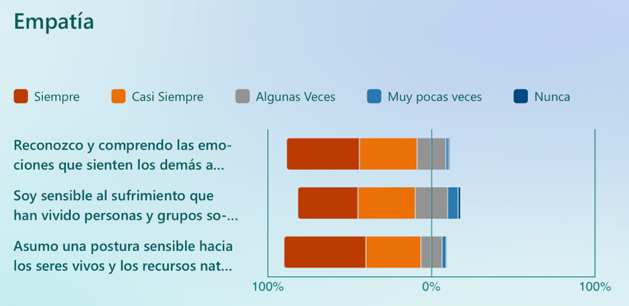 Empatía
Siempre
Casi Siempre
Algunas Veces
Muy pocas veces
Nunca
Reconozco y comprendo las emo-
ciones que sienten los demás a...
Soy sensible al sufrimiento que
han vivido personas y grupos so-...
Asumo una postura sensible hacia
los seres vivos y los recursos nat...
100%
0%
100%